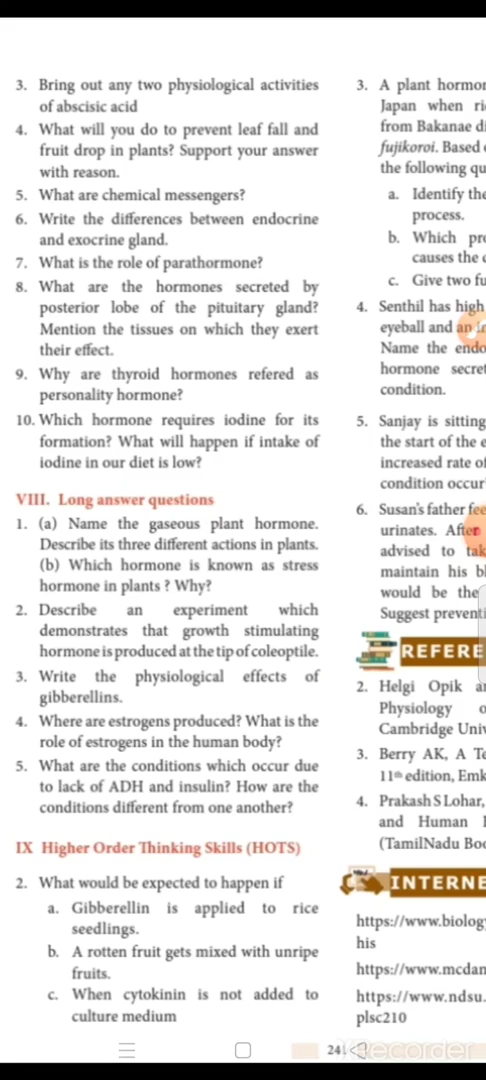 3. Bring out any two physiological activities
of abscisic acid
4. What will you do to prevent leaf fall and
fruit drop in plants? Support your answer
with reason.
5. What are chemical messengers?
6. Write the differences between endocrine
and exocrine gland.
7. What is the role of parathormone?
8. What are the hormones secreted by
posterior lobe of the pituitary gland?
Mention the tissues on which they exert
their effect.
9. Why are thyroid hormones refered as
personality hormone?
10. Which hormone requires iodine for its
formation? What will happen if intake of
iodine in our diet is low?
VIII. Long answer questions
1. (a) Name the gaseous plant hormone.
Describe its three different actions in plants.
(b) Which hormone is known as stress
hormone in plants ? Why?
2. Describe an experiment which
demonstrates that growth stimulating
hormone is produced at the tip of coleoptile.
3. Write the physiological effects of
gibberellins.
4. Where are estrogens produced? What is the
role of estrogens in the human body?
5. What are the conditions which occur due
to lack of ADH and insulin? How are the
conditions different from one another?
IX Higher Order Thinking Skills (HOTS)
2. What would be expected to happen if
a. Gibberellin is applied to rice
seedlings.
b. A rotten fruit gets mixed with unripe
fruits.
c. When cytokinin is not added to
culture medium
3. A plant hormon
Japan when ri
from Bakanae di
fujikoroi. Based
the following qu
a. Identify the
process.
b. Which pro
causes the
c. Give two fu
4. Senthil has high
eyeball and an
Name the endo
hormone secret
condition.
5. Sanjay is sitting
the start of the e
increased rate of
condition occur
6. Susan's father fee
urinates. After
advised to tak
maintain his bl
would be the
Suggest preventi
REFERE
2. Helgi Opik an
Physiology o
Cambridge Univ
3. Berry AK, A Te
11th edition, Emk
4. Prakash S Lohar,
and Human
(TamilNadu Boo
INTERNE
https://www.biology
his
https://www.mcdan
https://www.ndsu.
plsc210
241
Recorder